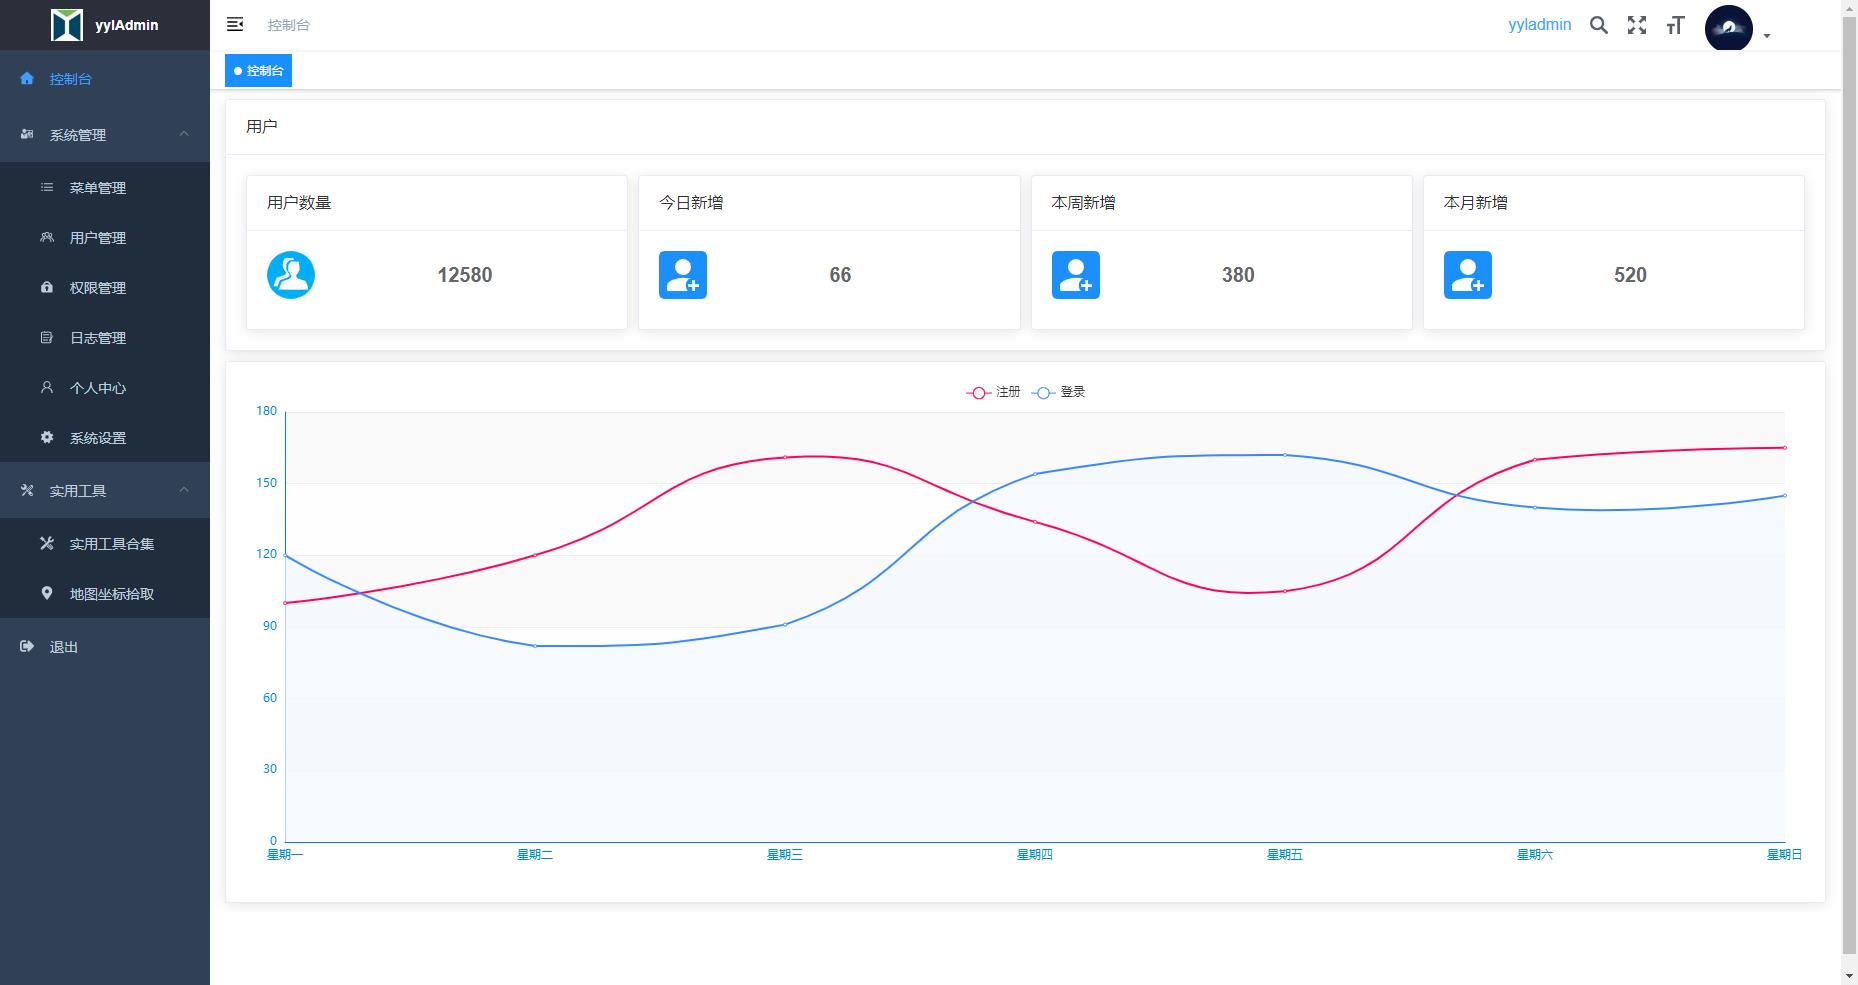 yylAdmin
控制台
系统管理
菜单管理
用户管理
权限管理
日志管理
个人中心
系统设置
实用工具
实用工具合集
地图坐标拾取
退出
控制台
yyladmin
控制台
用户
用户数量
12580
今日新增
66
本周新增
380
本月新增
520
注册 登录
180
150
120
90
60
30
0
星期一 星期二 星期三 星期四 星期五 星期六 星期日